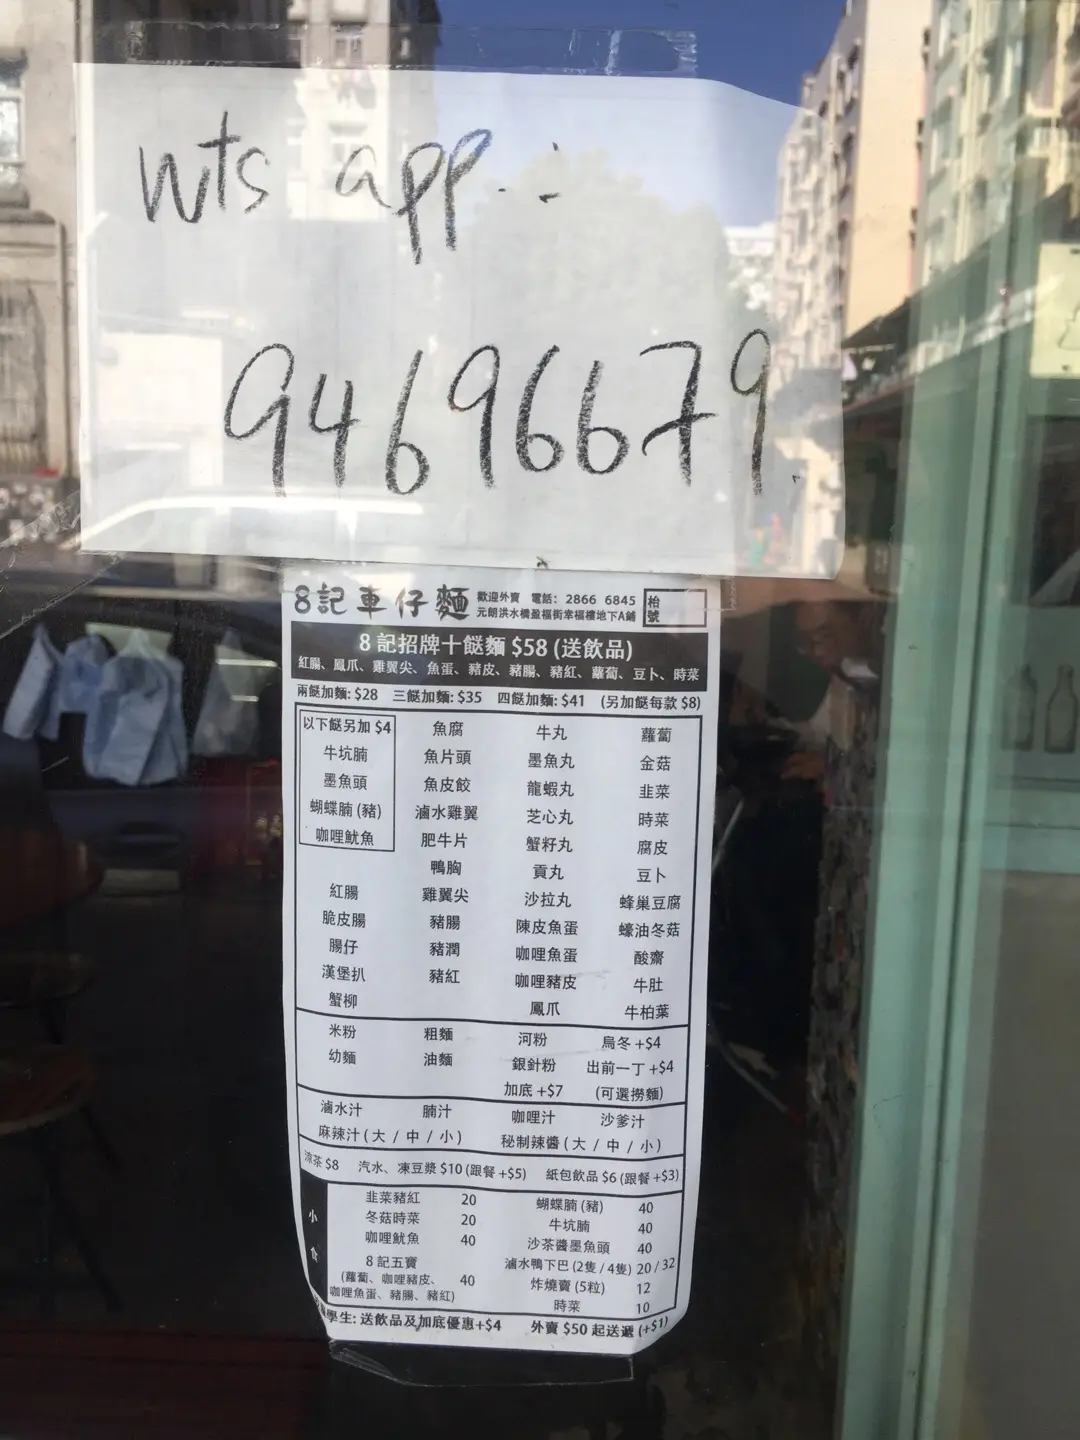 wts app..:
94696679.
8記車仔麵 歡迎外賣 電話: 2866 6845 枱號
元朗洪水橋盈福街幸福樓地下A鋪
8記招牌十餸麵 $58 (送飲品)
紅腸、鳳爪、雞翼尖、魚蛋、豬皮、豬腸、豬紅、蘿蔔、豆卜、時菜
兩餸加麵: $28 三餸加麵: $35 四餸加麵: $41 (另加餸每款 $8)
以下餸另加 $4
牛坑腩
墨魚頭
蝴蝶腩 (豬)
咖哩魷魚
紅腸
脆皮腸
腸仔
漢堡扒
蟹柳
魚腐
魚片頭
魚皮餃
滷水雞翼
肥牛片
鴨胸
雞翼尖
豬腸
豬潤
豬紅
牛丸
墨魚丸
龍蝦丸
芝心丸
蟹籽丸
貢丸
沙拉丸
陳皮魚蛋
咖哩魚蛋
咖哩豬皮
鳳爪
蘿蔔
金菇
韭菜
時菜
腐皮
豆卜
蜂巢豆腐
蠔油冬菇
酸齋
牛肚
牛柏葉
米粉 粗麵 河粉 烏冬 +$4
幼麵 油麵 銀針粉 出前一丁 +$4
加底 +$7 (可選撈麵)
滷水汁 腩汁 咖哩汁 沙爹汁
麻辣汁 (大 / 中 / 小) 秘制辣醬 (大 / 中 / 小)
涼茶 $8 汽水、凍豆漿 $10 (跟餐 +$5) 紙包飲品 $6 (跟餐 +$3)
小食
韭菜豬紅 20
冬菇時菜 20
咖哩魷魚 40
8 記五寶
(蘿蔔、咖哩豬皮、 40
咖哩魚蛋、豬腸、豬紅)
蝴蝶腩 (豬) 40
牛坑腩 40
沙茶醬墨魚頭 40
滷水鴨下巴 (2隻 / 4隻) 20 / 32
炸燒賣 (5粒) 12
時菜 10
學生: 送飲品及加底優惠+$4 外賣 $50 起送遞 (+$1)